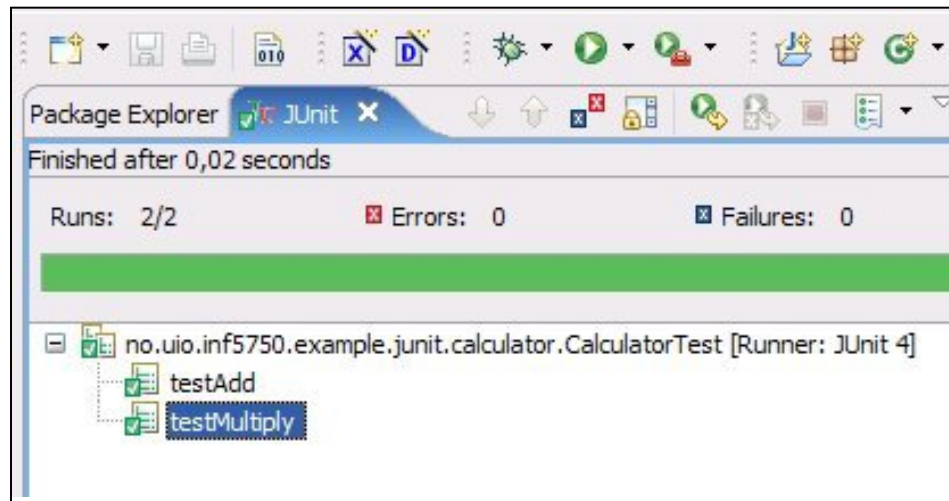 010 X D
Package Explorer JUnit
Finished after 0,02 seconds
Runs: 2/2 Errors: 0 Failures: 0
no.uio.inf5750.example.junit.calculator.CalculatorTest [Runner: JUnit 4]
testAdd
testMultiply